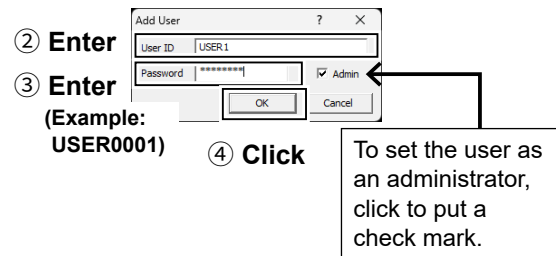 Add User ? ×
② Enter
User ID USER1
③ Enter
Password ******** Admin
(Example:
USER0001)
OK Cancel
④ Click
To set the user as
an administrator,
click to put a
check mark.